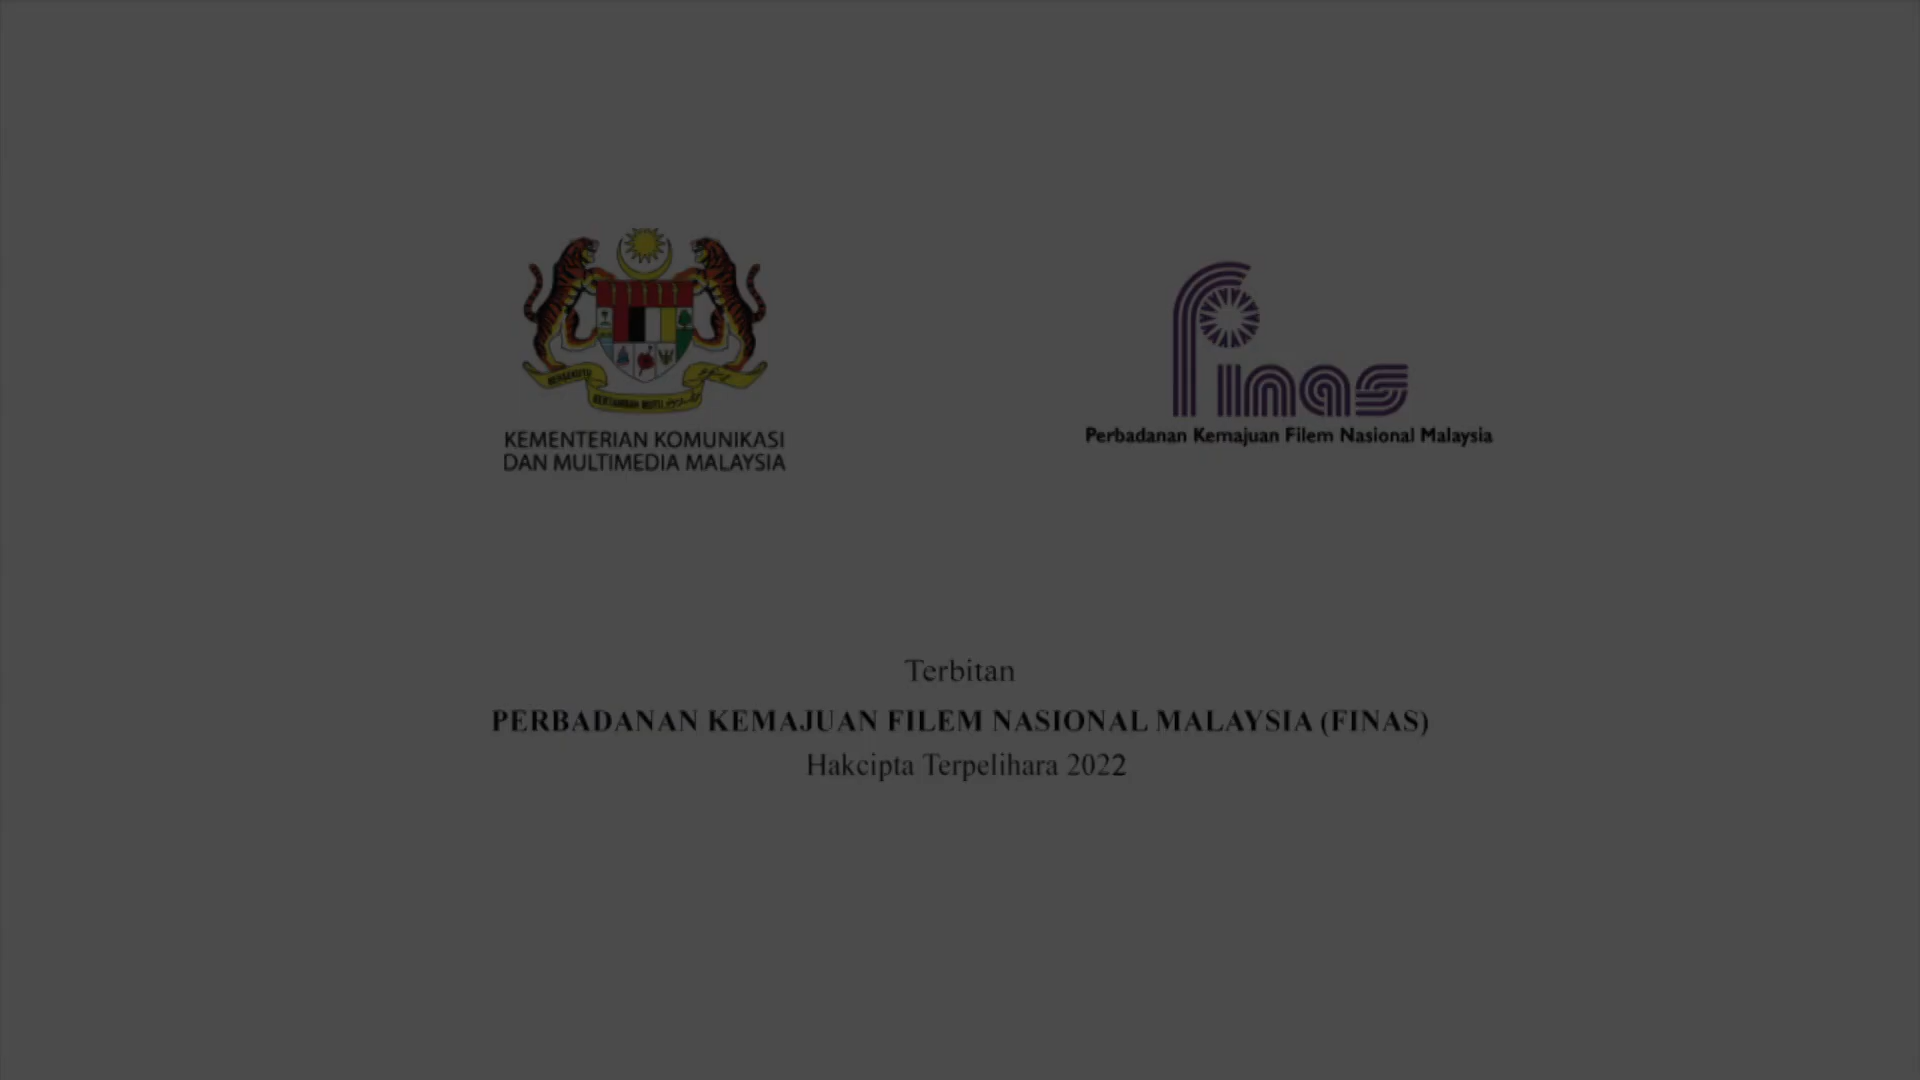 KEMENTERIAN KOMUNIKASI
DAN MULTIMEDIA MALAYSIA
Finas
Perbadanan Kemajuan Filem Nasional Malaysia
Terbitan
PERBADANAN KEMAJUAN FILEM NASIONAL MALAYSIA (FINAS)
Hakcipta Terpelihara 2022